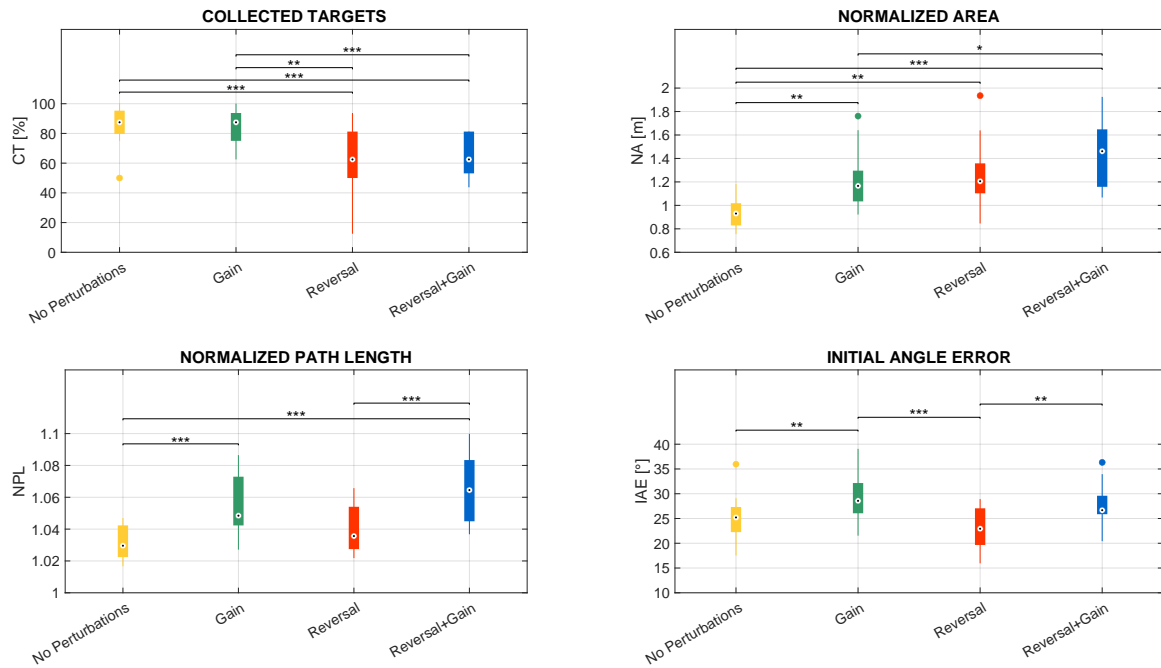 COLLECTED TARGETS
***
**
***
***
100
80
60
40
20
0
CT [%]
No Perturbations
Gain
Reversal
Reversal+Gain
NORMALIZED AREA
*
***
**
**
2
1.8
1.6
1.4
1.2
1
0.8
0.6
NA [m]
No Perturbations
Gain
Reversal
Reversal+Gain
NORMALIZED PATH LENGTH
***
***
***
1.1
1.08
1.06
1.04
1.02
1
NPL
No Perturbations
Gain
Reversal
Reversal+Gain
INITIAL ANGLE ERROR
**
***
**
40
35
30
25
20
15
10
IAE [°]
No Perturbations
Gain
Reversal
Reversal+Gain